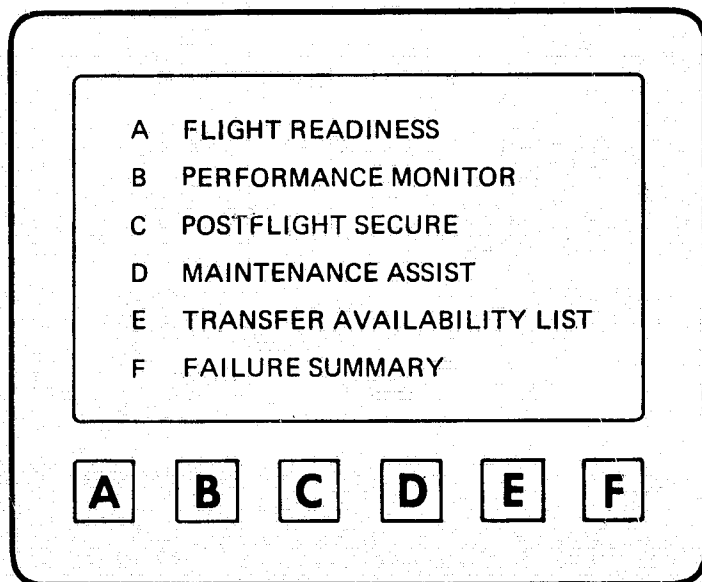 A FLIGHT READINESS
B PERFORMANCE MONITOR
C POSTFLIGHT SECURE
D MAINTENANCE ASSIST
E TRANSFER AVAILABILITY LIST
F FAILURE SUMMARY
A B C D E F